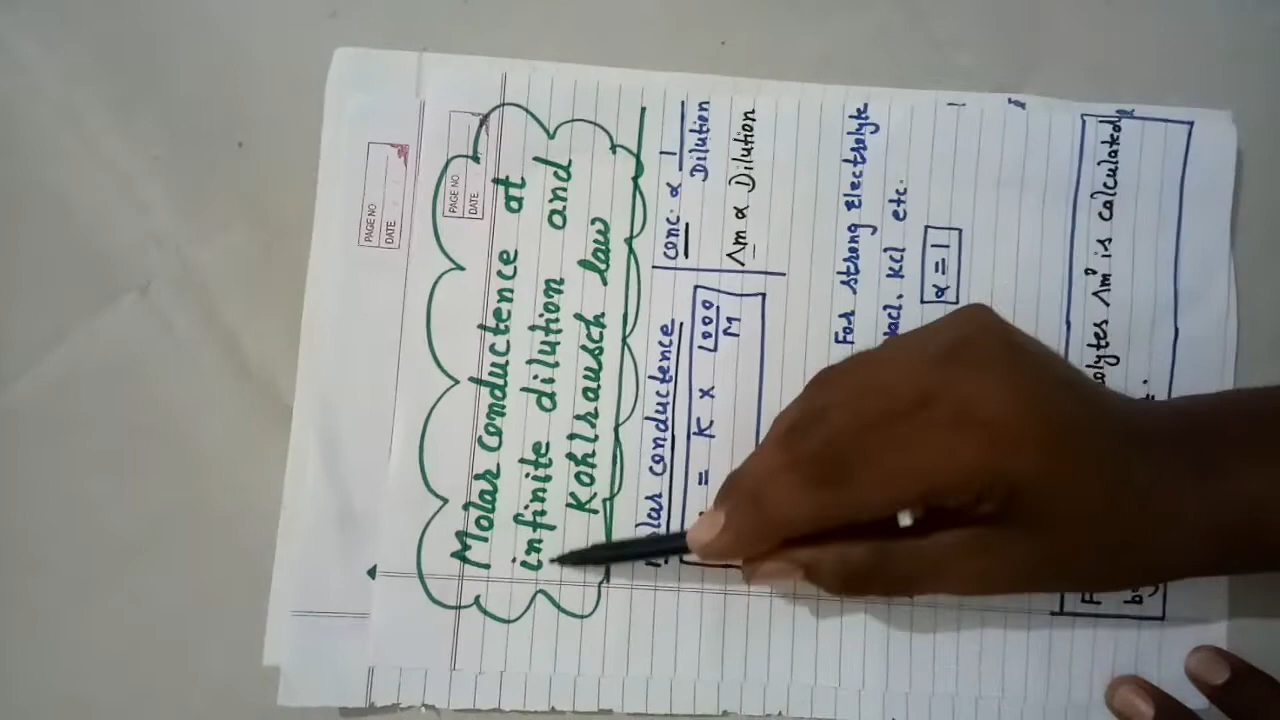 PAGE NO
DATE
PAGE NO
DATE
Molar Conductence at
infinite dilution and
Kohlrausch law
conductence
= K × 1000
M
conc. α 1
Dilution
Λm α Dilution
For strong Electrolyte
KCl etc.
α = 1
Λm° is calculated